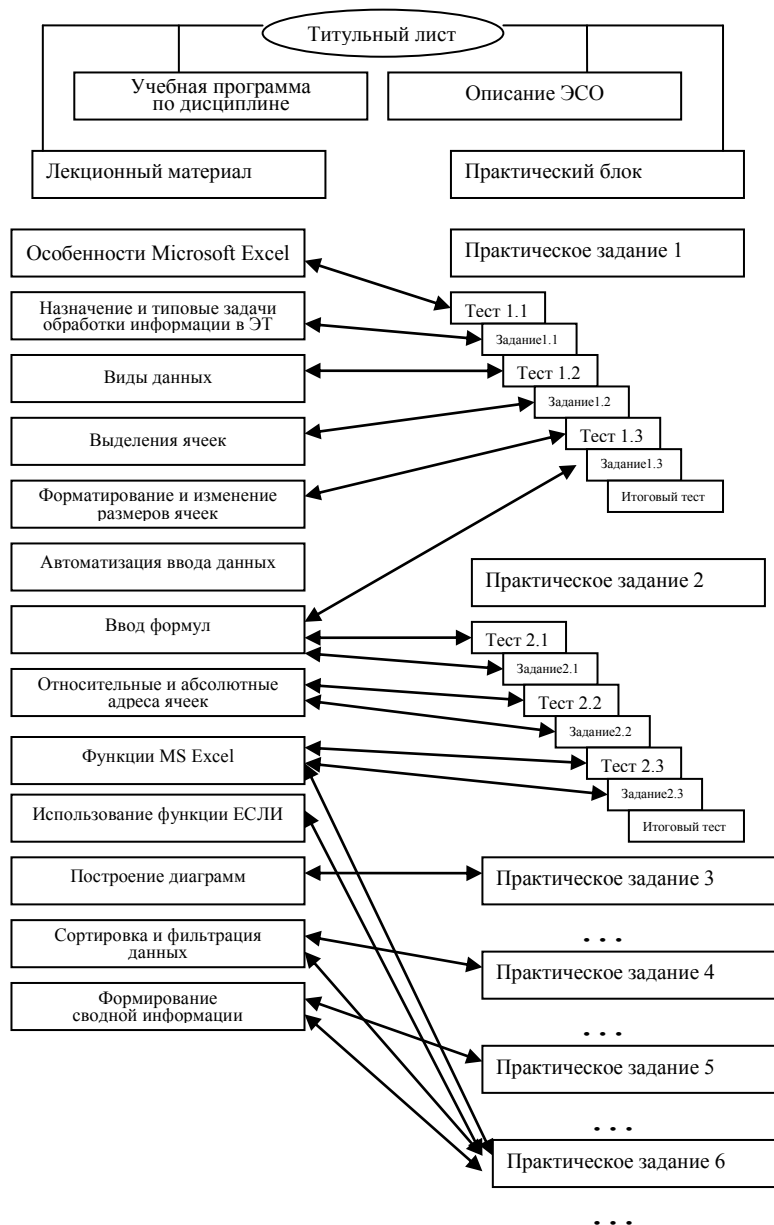 Титульный лист
Учебная программа
по дисциплине
Описание ЭСО
Лекционный материал
Практический блок
Особенности Microsoft Excel
Практическое задание 1
Назначение и типовые задачи
обработки информации в ЭТ
Тест 1.1
Задание1.1
Виды данных
Тест 1.2
Задание1.2
Выделения ячеек
Тест 1.3
Задание1.3
Форматирование и изменение
размеров ячеек
Итоговый тест
Автоматизация ввода данных
Практическое задание 2
Ввод формул
Тест 2.1
Задание2.1
Относительные и абсолютные
адреса ячеек
Тест 2.2
Задание2.2
Функции MS Excel
Тест 2.3
Задание2.3
Использование функции ЕСЛИ
Итоговый тест
Построение диаграмм
Практическое задание 3
. . .
Сортировка и фильтрация
данных
Практическое задание 4
. . .
Формирование
сводной информации
Практическое задание 5
. . .
Практическое задание 6
. . .